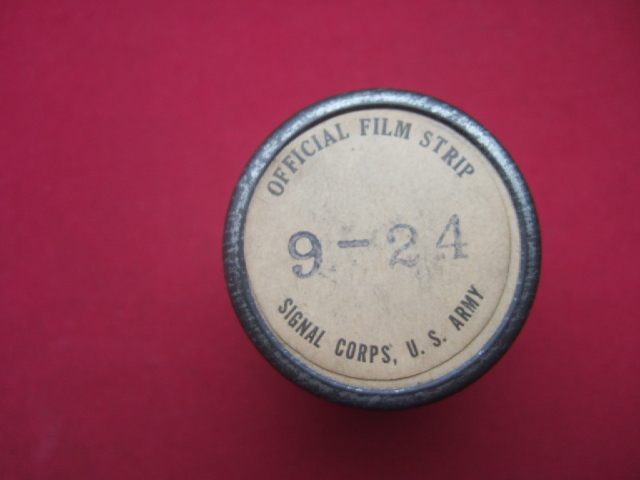 OFFICIAL FILM STRIP
9-24
SIGNAL CORPS, U. S. ARMY